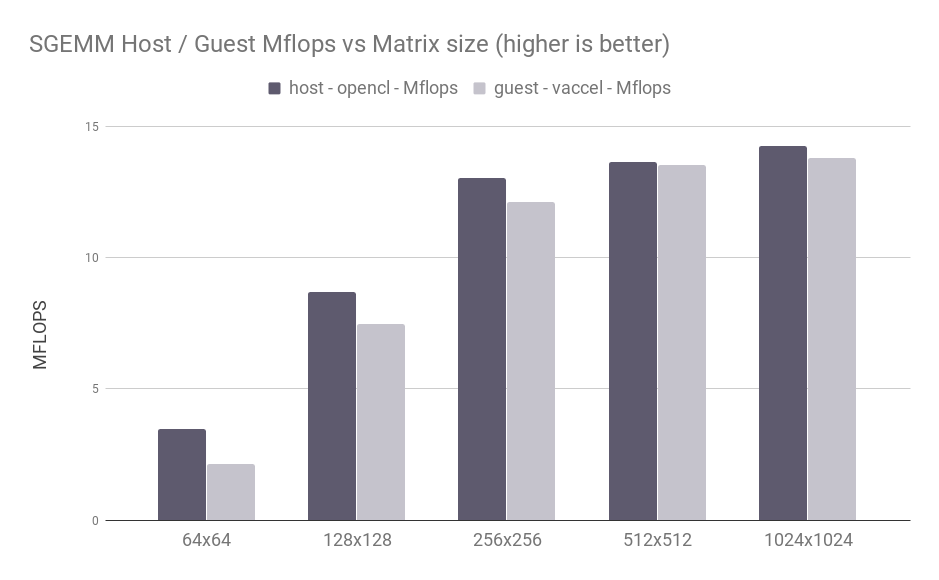 SGEMM Host / Guest Mflops vs Matrix size (higher is better)
host - opencl - Mflops guest - vaccel - Mflops
15
10
5
0
MFLOPS
64x64 128x128 256x256 512x512 1024x1024